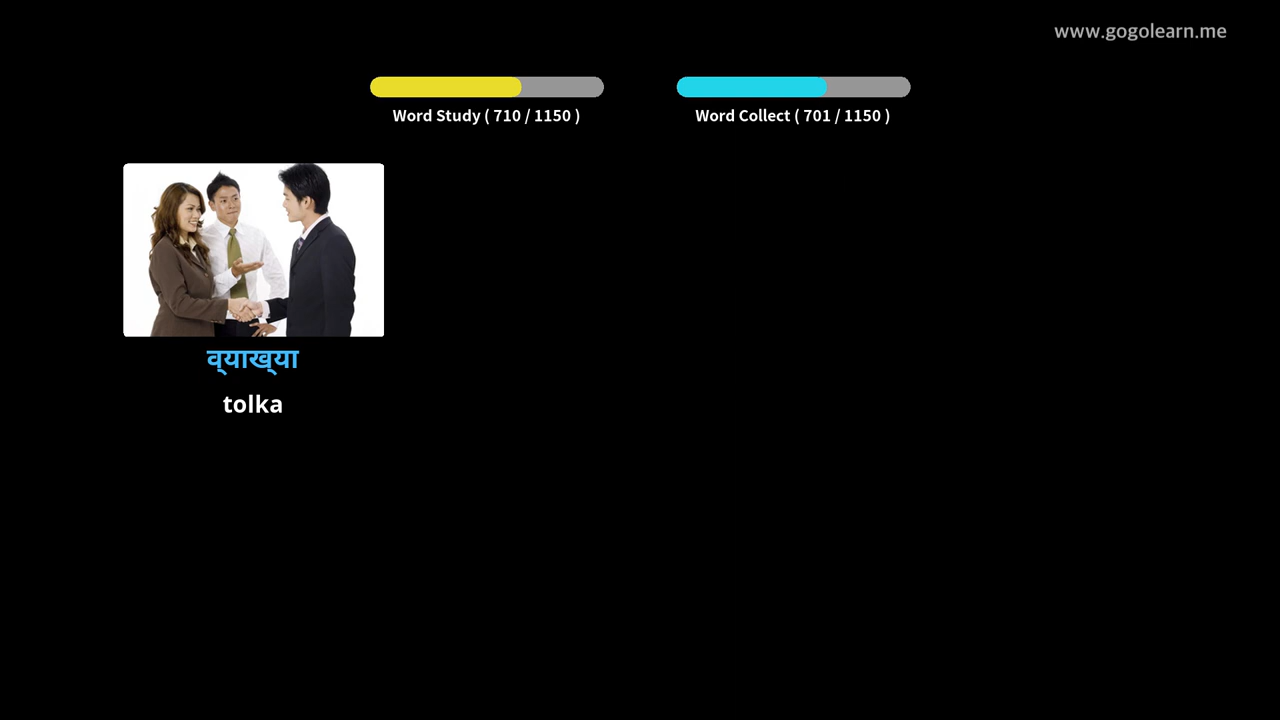 www.gogolearn.me
Word Study ( 710 / 1150 )
Word Collect ( 701 / 1150 )
व्याख्या
tolka